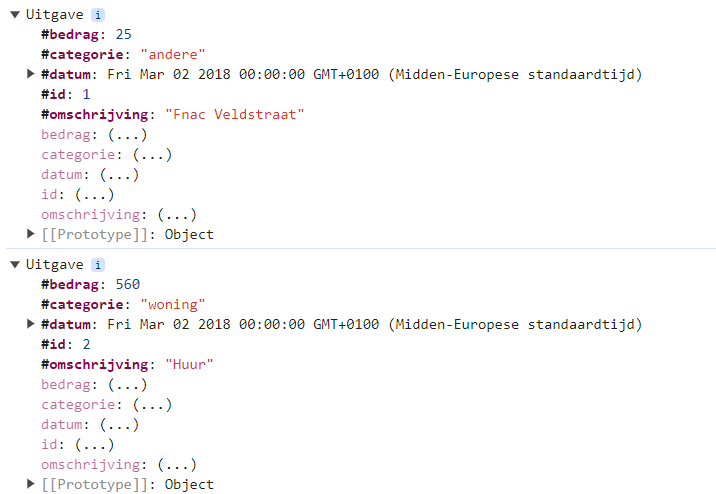 Uitgave i
#bedrag: 25
#categorie: "andere"
#datum: Fri Mar 02 2018 00:00:00 GMT+0100 (Midden-Europese standaardtijd)
#id: 1
#omschrijving: "Fnac Veldstraat"
bedrag: (...)
categorie: (...)
datum: (...)
id: (...)
omschrijving: (...)
[[Prototype]]: Object
Uitgave i
#bedrag: 560
#categorie: "woning"
#datum: Fri Mar 02 2018 00:00:00 GMT+0100 (Midden-Europese standaardtijd)
#id: 2
#omschrijving: "Huur"
bedrag: (...)
categorie: (...)
datum: (...)
id: (...)
omschrijving: (...)
[[Prototype]]: Object